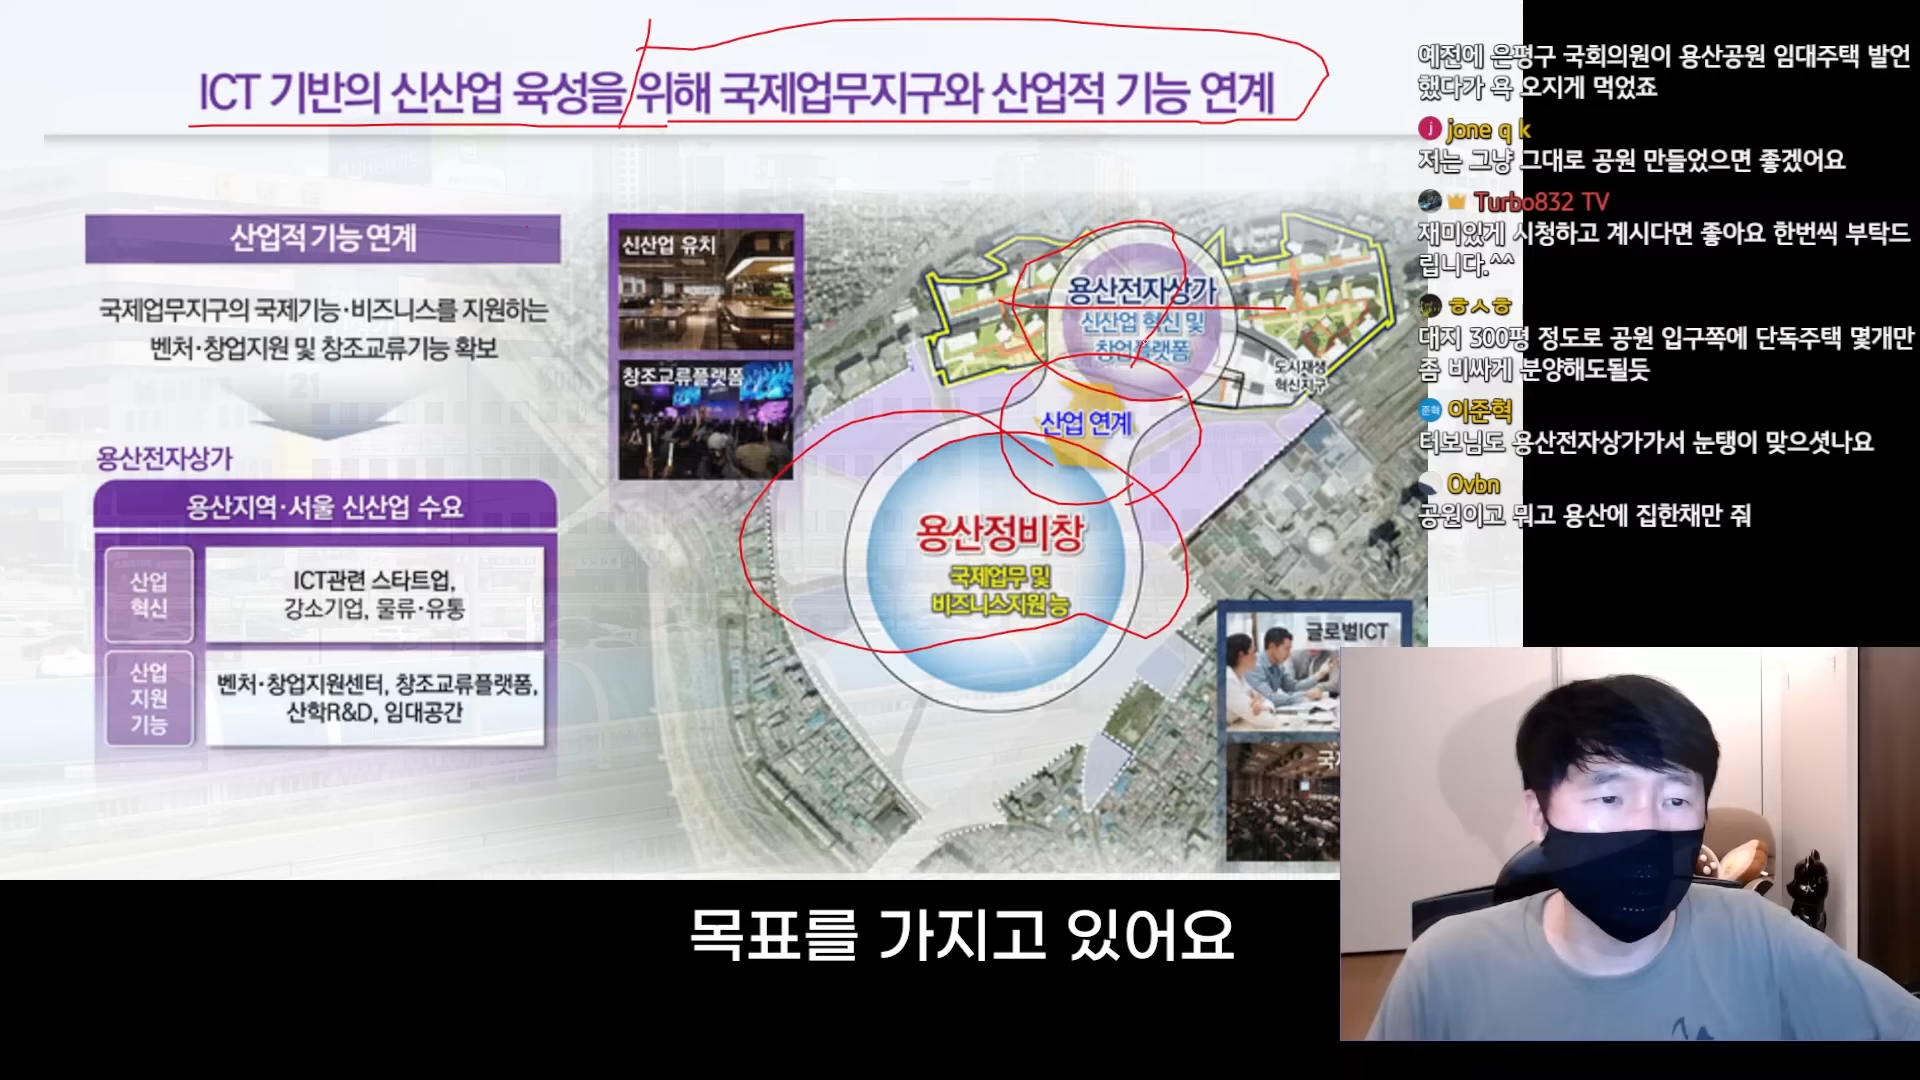 ICT 기반의 신산업 육성을 위해 국제업무지구와 산업적 기능 연계
산업적 기능 연계
국제업무지구의 국제기능·비즈니스를 지원하는
벤처·창업지원 및 창조교류기능 확보
용산전자상가
용산지역·서울 신산업 수요
산업
혁신
ICT관련 스타트업,
강소기업, 물류·유통
산업
지원
기능
벤처·창업지원센터, 창조교류플랫폼,
산학R&D, 임대공간
신산업 유치
창조교류플랫폼
용산전자상가
신산업 혁신 및
창업플랫폼
도시재생
혁신지구
산업 연계
용산정비창
국제업무 및
비즈니스지원 능
글로벌ICT
국제
예전에 은평구 국회의원이 용산공원 임대주택 발언
했다가 욕 오지게 먹었죠
j jone q k
저는 그냥 그대로 공원 만들었으면 좋겠어요
Turbo832 TV
재미있게 시청하고 계시다면 좋아요 한번씩 부탁드
립니다.^^
ㅎㅅㅎ
대지 300평 정도로 공원 입구쪽에 단독주택 몇개만
좀 비싸게 분양해도될듯
준혁 이준혁
터보님도 용산전자상가가서 눈탱이 맞으셧나요
Ovbn
공원이고 뭐고 용산에 집한채만 줘
목표를 가지고 있어요